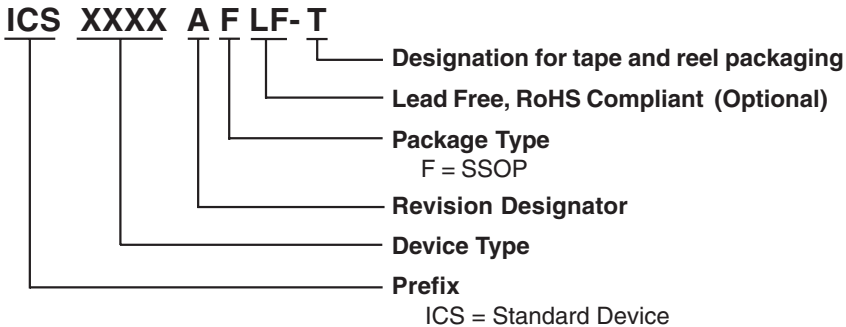 ICS XXXX A F LF- T
Designation for tape and reel packaging
Lead Free, RoHS Compliant (Optional)
Package Type
F = SSOP
Revision Designator
Device Type
Prefix
ICS = Standard Device